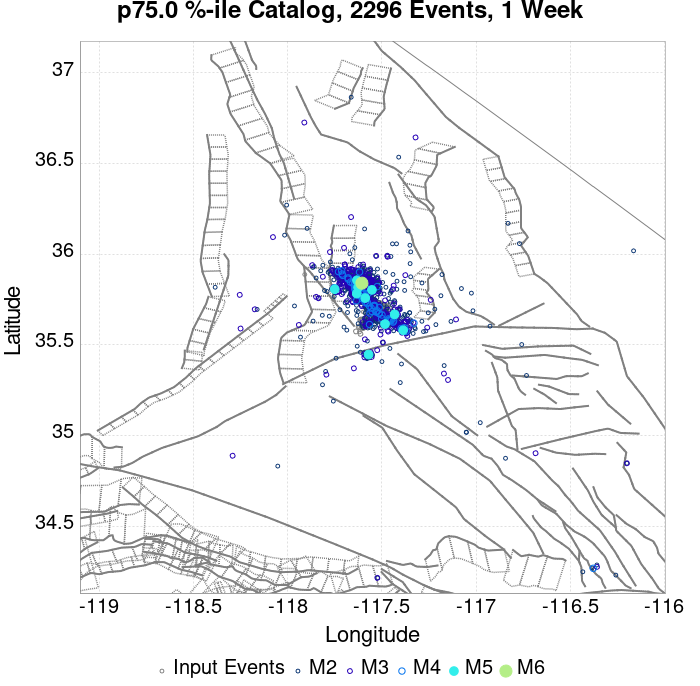 p75.0 %-ile Catalog, 2296 Events, 1 Week
37
36.5
36
35.5
35
34.5
Latitude
-119 -118.5 -118 -117.5 -117 -116.5 -116
Longitude
Input Events M2 M3 M4 M5 M6